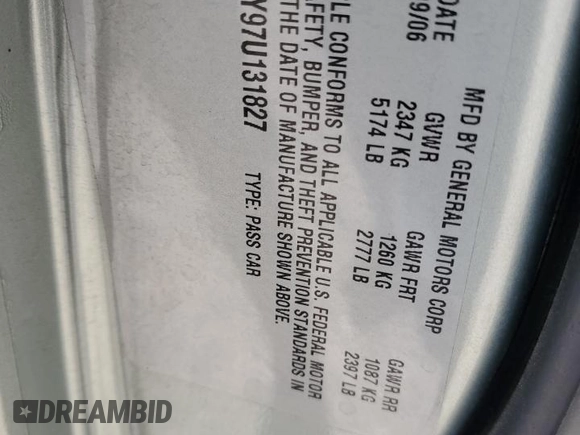 DATE
9/06
MFD BY GENERAL MOTORS CORP
GVWR GAWR FRT GAWR RR
2347 KG 1260 KG 1087 KG
5174 LB 2777 LB 2397 LB
LE CONFORMS TO ALL APPLICABLE U.S. FEDERAL MOTOR
AFETY, BUMPER, AND THEFT PREVENTION STANDARDS IN
THE DATE OF MANUFACTURE SHOWN ABOVE.
Y97U131827 TYPE: PASS CAR
DREAMBID